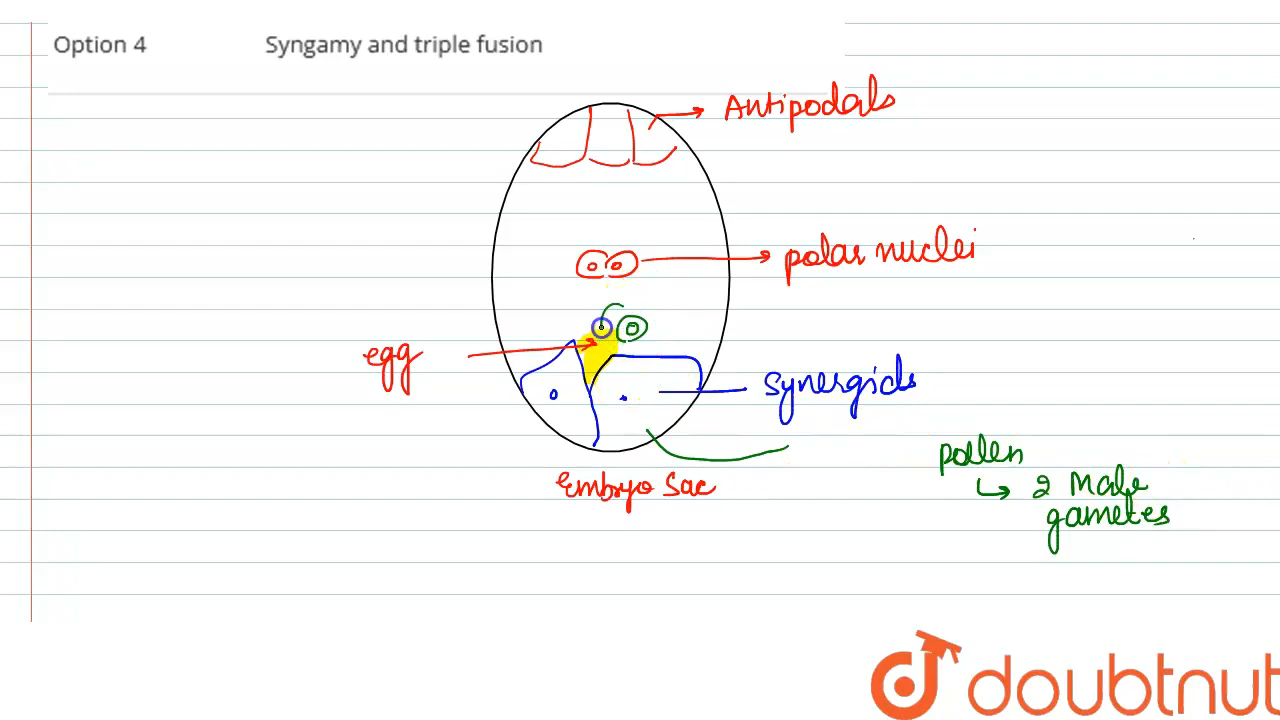 Option 4 Syngamy and triple fusion
Antipodals
polar nuclei
egg
Synergids
pollen
2 Male
gametes
Embryo Sac
doubtnut